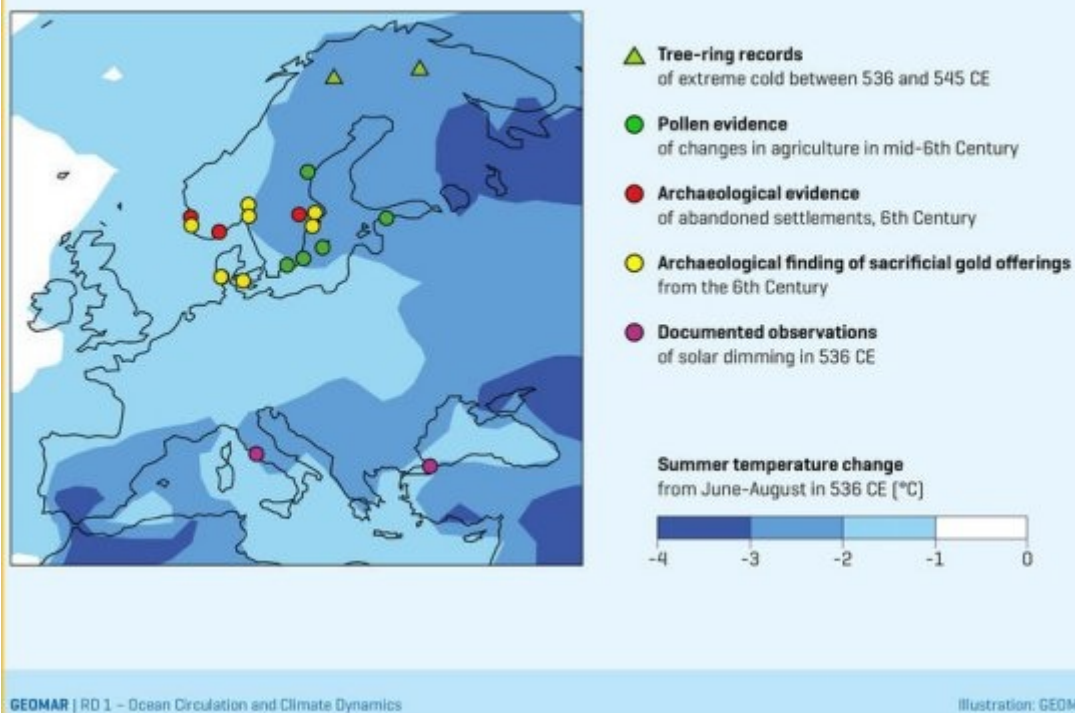 Tree-ring records
of extreme cold between 536 and 545 CE
Pollen evidence
of changes in agriculture in mid-6th Century
Archaeological evidence
of abandoned settlements, 6th Century
Archaeological finding of sacrificial gold offerings
from the 6th Century
Documented observations
of solar dimming in 536 CE
Summer temperature change
from June-August in 536 CE [°C]
-4 -3 -2 -1 0
GEOMAR | RD 1 – Ocean Circulation and Climate Dynamics
Illustration: GEOM